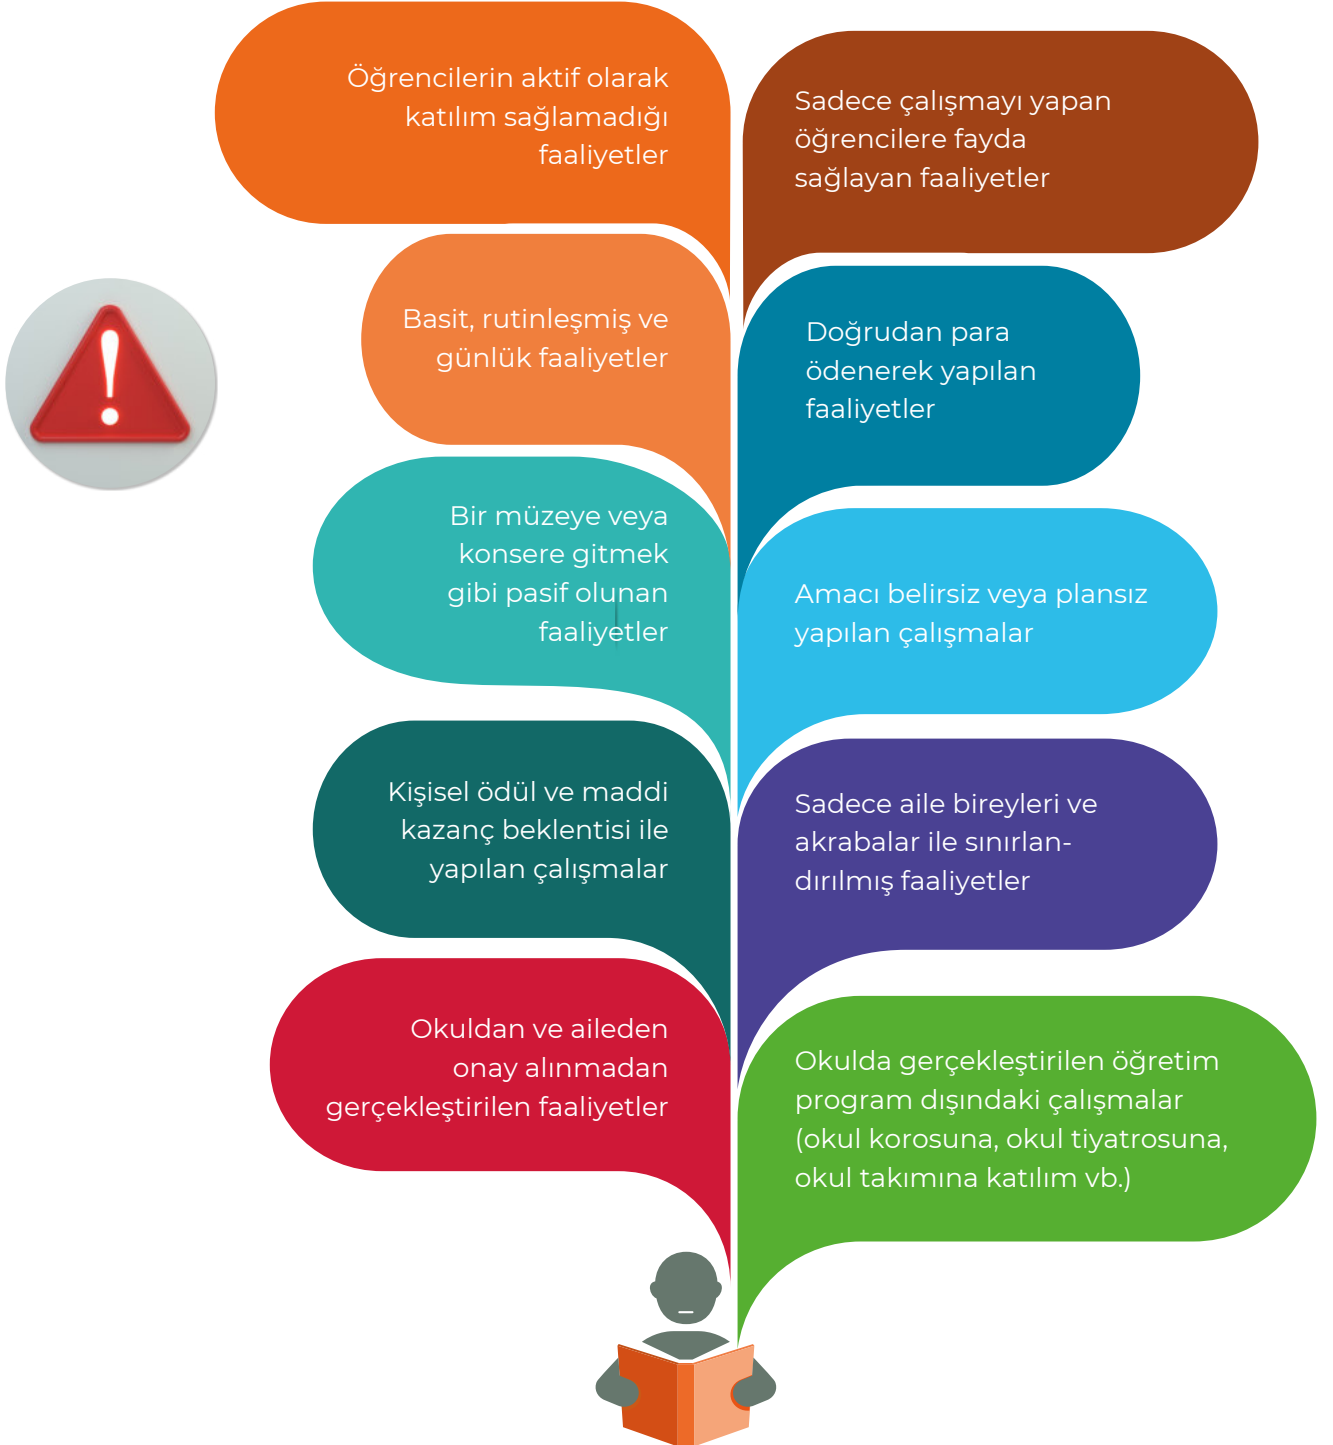 Öğrencilerin aktif olarak
katılım sağlamadığı
faaliyetler
Sadece çalışmayı yapan
öğrencilere fayda
sağlayan faaliyetler
Basit, rutinleşmiş ve
günlük faaliyetler
Doğrudan para
ödenerek yapılan
faaliyetler
Bir müzeye veya
konsere gitmek
gibi pasif olunan
faaliyetler
Amacı belirsiz veya plansız
yapılan çalışmalar
Kişisel ödül ve maddi
kazanç beklentisi ile
yapılan çalışmalar
Sadece aile bireyleri ve
akrabalar ile sınırlan-
dırılmış faaliyetler
Okuldan ve aileden
onay alınmadan
gerçekleştirilen faaliyetler
Okulda gerçekleştirilen öğretim
program dışındaki çalışmalar
(okul korosuna, okul tiyatrosuna,
okul takımına katılım vb.)